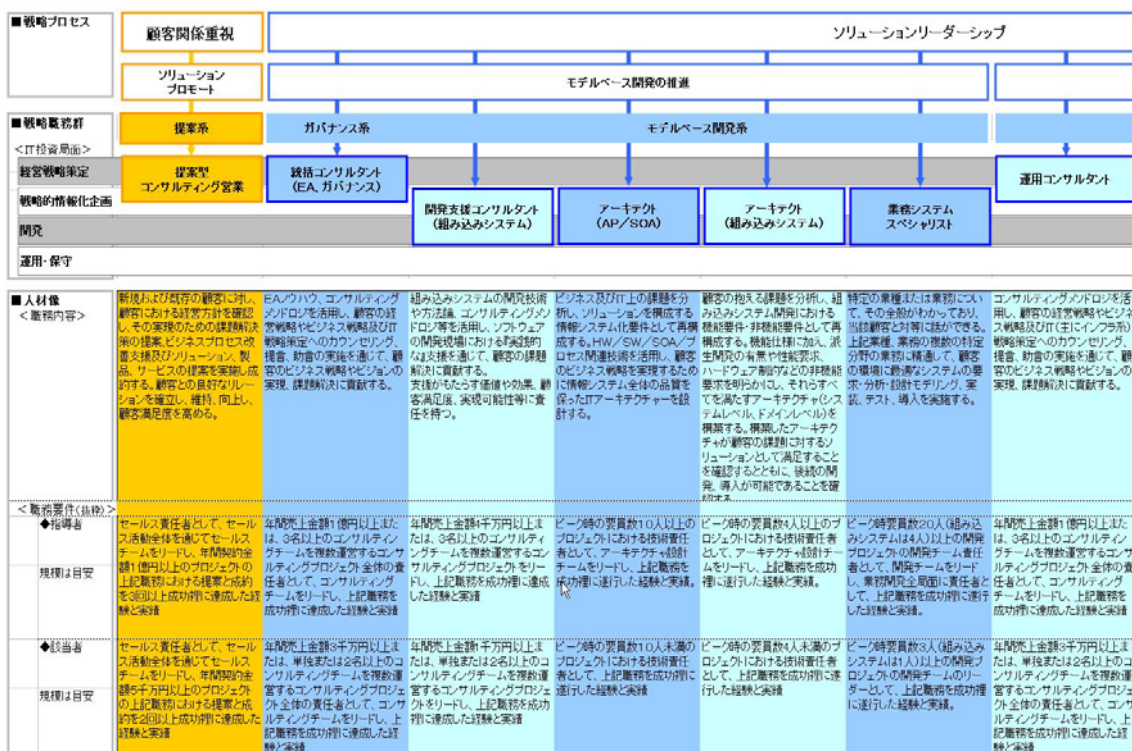 ■戦略プロセス
顧客関係重視
ソリューションリーダーシップ
ソリューション
プロモート
モデルベース開発の推進
■戦略職務群
提案系
ガバナンス系
モデルベース開発系
<IT投資局面>
経営戦略策定
提案型
コンサルティング営業
統括コンサルタント
(EA、ガバナンス)
運用コンサルタント
戦略的情報化企画
開発支援コンサルタント
(組み込みシステム)
アーキテクト
(AP/SOA)
アーキテクト
(組み込みシステム)
業務システム
スペシャリスト
開発
運用・保守
■人材像
<職務内容>
新規および既存の顧客に対し、
顧客における経営方針を確認
し、その実現のための課題解決
策の提案、ビジネスプロセス改
善支援及びソリューション、製
品、サービスの提案を実施し成
約する。顧客との良好なリレー
ションを確立し、維持、向上し、
顧客満足度を高める。
EAノウハウ、コンサルティング
メソドロジを活用し、顧客の経
営戦略やビジネス戦略及びIT
戦略策定へのカウンセリング、
提言、助言の実施を通じて、顧
客のビジネス戦略やビジョンの
実現、課題解決に貢献する。
組み込みシステムの開発技術
や方法論、コンサルティングメ
ソドロジ等を活用し、ソフトウェア
の開発現場における実践的
な支援を通じて、顧客の課題
解決に貢献する。
支援がもたらす価値や効果、顧
客満足度、実現可能性等に責
任を持つ。
ビジネス及びIT上の課題を分
析し、ソリューションを構成する
情報システム化要件として再構
成する。HW/SW/SOA/プ
ロセス関連技術を活用し、顧客
のビジネス戦略を実現するため
に情報システム全体の品質を
保ったITアーキテクチャーを設
計する。
顧客の抱える課題を分析し、組
み込みシステム開発における
機能要件・非機能要件として再
構成する。機能仕様に加え、派
生開発の有無や性能要求、
ハードウェア制約などの非機能
要求を明らかにし、それらすべ
てを満たすアーキテクチャ(シス
テムレベル、ドメインレベル)を
構築する。構築したアーキテク
チャが顧客の課題に対するソ
リューションとして満足すること
を確認するとともに、後続の開
発、導入が可能であることを確
認する。
特定の業種または業務につい
て、その全般がわかっており、
当該顧客と対等に話ができる。
上記業種、業務の複数の特定
分野の業務に精通して、顧客
の環境に最適なシステムの要
求・分析・設計モデリング、実
装、テスト、導入を実施する。
コンサルティングメソドロジを活
用し、顧客の経営戦略やビジネ
ス戦略及びIT(主にインフラ系)
戦略策定へのカウンセリング、
提言、助言の実施を通じて、顧
客のビジネス戦略やビジョンの
実現、課題解決に貢献する。
<職務要件(抜粋)>
◆指導者
規模は目安
セールス責任者として、セール
ス活動全体を通じてセールス
チームをリードし、年間契約金
額1億円以上のプロジェクトの
上記職務における提案と成約
を3回以上成功裡に達成した経
験と実績
年間売上金額1億円以上また
は、3名以上のコンサルティン
グチームを複数運営するコンサ
ルティングプロジェクト全体の責
任者として、コンサルティング
チームをリードし、上記職務を
成功裡に達成した経験と実績
年間売上金額4千万円以上ま
たは、3名以上のコンサルティ
ングチームを複数運営するコン
サルティングプロジェクトをリー
ドし、上記職務を成功裡に達成
した経験と実績
ピーク時の要員数10人以上の
プロジェクトにおける技術責任
者として、アーキテクチャ設計
チームをリードし、上記職務を
成功裡に遂行した経験と実績。
ピーク時の要員数4人以上のプ
ロジェクトにおける技術責任者
として、アーキテクチャ設計チー
ムをリードし、上記職務を成功
裡に遂行した経験と実績。
ピーク時要員数20人(組み込
みシステムは4人)以上の開発
プロジェクトの開発チーム責任
者として、開発チームをリード
し、業務開発全局面に責任者と
して、上記職務を成功裡に遂行
した経験と実績。
年間売上金額1億円以上また
は、3名以上のコンサルティン
グチームを複数運営するコンサ
ルティングプロジェクト全体の責
任者として、コンサルティング
チームをリードし、上記職務を
成功裡に達成した経験と実績
◆該当者
規模は目安
セールス責任者として、セール
ス活動全体を通じてセールス
チームをリードし、年間契約金
額5千万円以上のプロジェクト
の上記職務における提案と成
約を2回以上成功裡に達成した
経験と実績
年間売上金額3千万円以上ま
たは、単独または2名以上のコ
ンサルティングチームを複数運
営するコンサルティングプロジェ
クト全体の責任者として、コンサ
ルティングチームをリードし、上
記職務を成功裡に達成した経
験と実績
年間売上金額1千万円以上ま
たは、単独または2名以上のコ
ンサルティングチームを複数運
営するコンサルティングプロジェ
クトをリードし、上記職務を成功
裡に達成した経験と実績
ピーク時の要員数10人未満の
プロジェクトにおける技術責任
者として、上記職務を成功裡に
遂行した経験と実績
ピーク時の要員数4人未満のプ
ロジェクトにおける技術責任者
として、上記職務を成功裡に遂
行した経験と実績
ピーク時要員数3人(組み込み
システムは1人)以上の開発プ
ロジェクトの開発チームのリー
ダーとして、上記職務を成功裡
に遂行した経験と実績。
年間売上金額3千万円以上ま
たは、単独または2名以上のコ
ンサルティングチームを複数運
営するコンサルティングプロジェ
クト全体の責任者として、コンサ
ルティングチームをリードし、上
記職務を成功裡に達成した経
験と実績